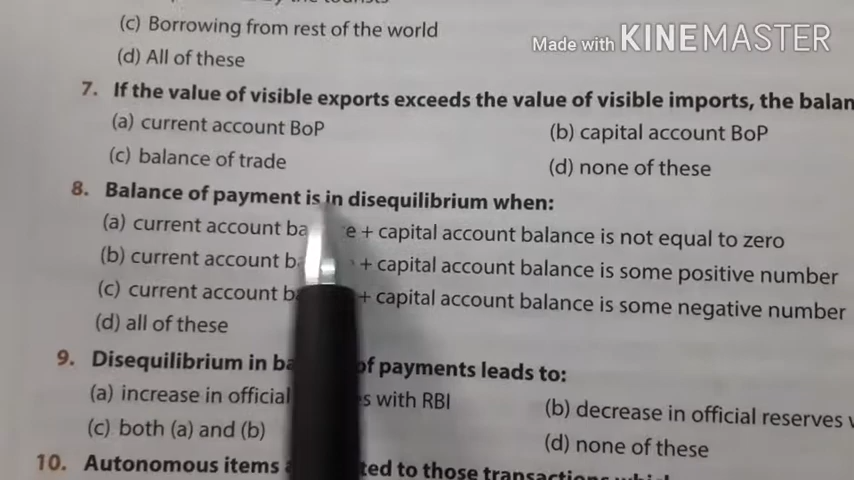 (c) Borrowing from rest of the world
Made with KINEMASTER
(d) All of these
7. If the value of visible exports exceeds the value of visible imports, the balan
(a) current account BoP
(b) capital account BoP
(c) balance of trade
(d) none of these
8. Balance of payment is in disequilibrium when:
(a) current account ba e + capital account balance is not equal to zero
(b) current account b + capital account balance is some positive number
(c) current account b + capital account balance is some negative number
(d) all of these
9. Disequilibrium in ba of payments leads to:
(a) increase in official s with RBI
(b) decrease in official reserves
(c) both (a) and (b)
(d) none of these
10. Autonomous items ted to those transactions